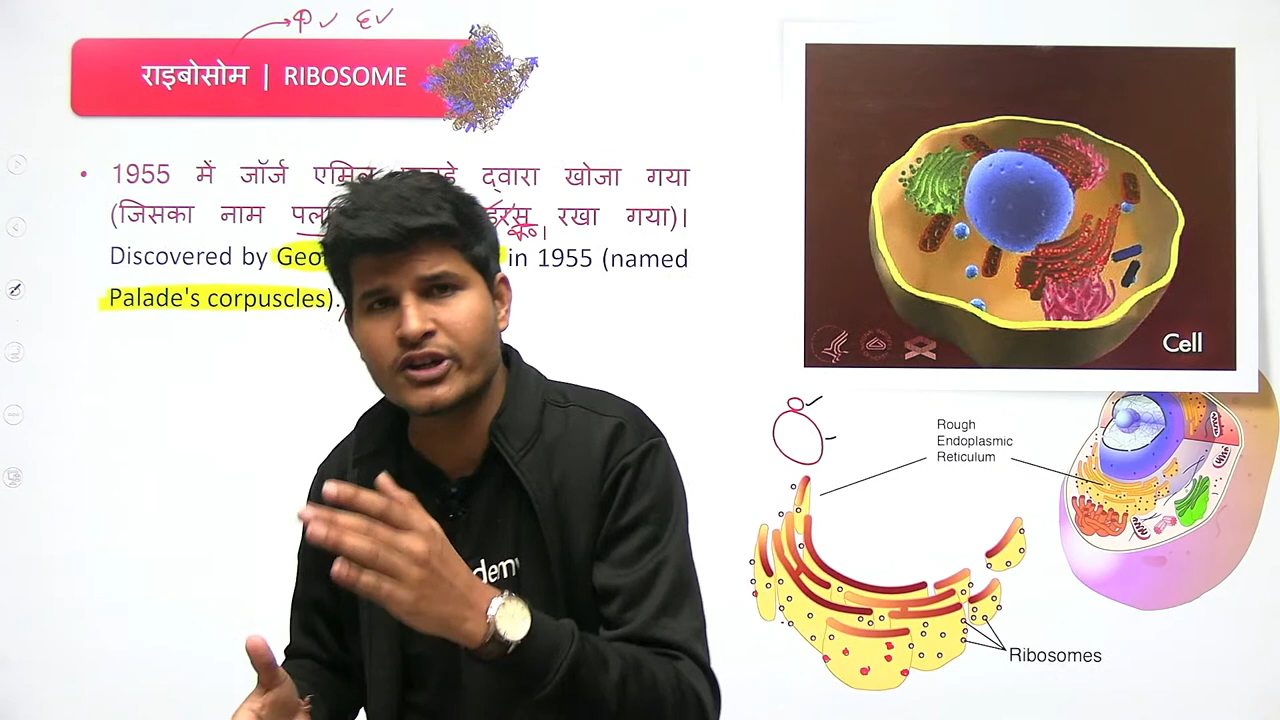 P ✓ E ✓
राइबोसोम | RIBOSOME
1955 में जॉर्ज एमिल द्वारा खोजा गया
(जिसका नाम रखा गया)।
Discovered by in 1955 (named
Palade's corpuscles).
Cell
Rough
Endoplasmic
Reticulum
Ribosomes